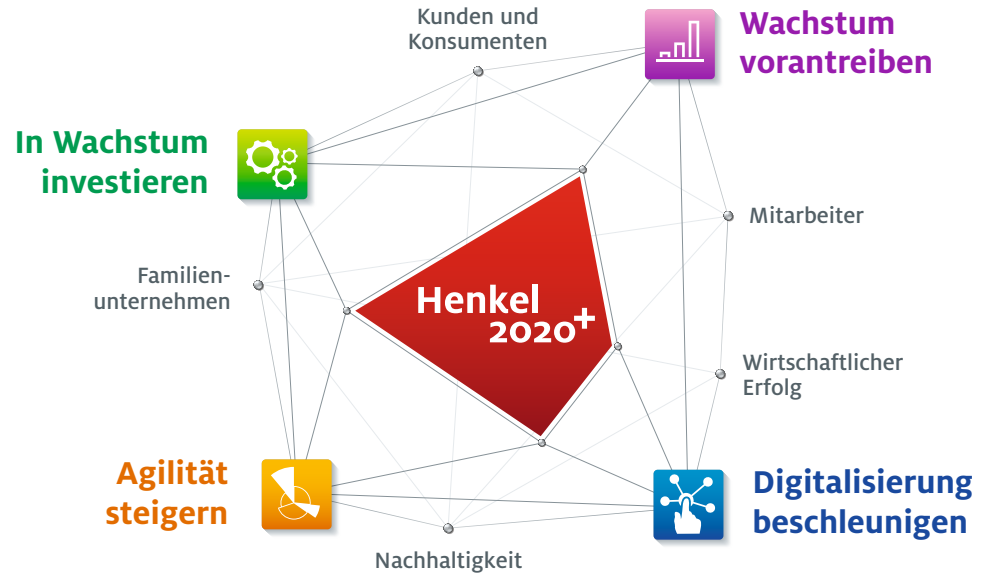 Kunden und
Konsumenten
Wachstum
vorantreiben
In Wachstum
investieren
Mitarbeiter
Familien-
unternehmen
Henkel
2020+
Wirtschaftlicher
Erfolg
Agilität
steigern
Digitalisierung
beschleunigen
Nachhaltigkeit